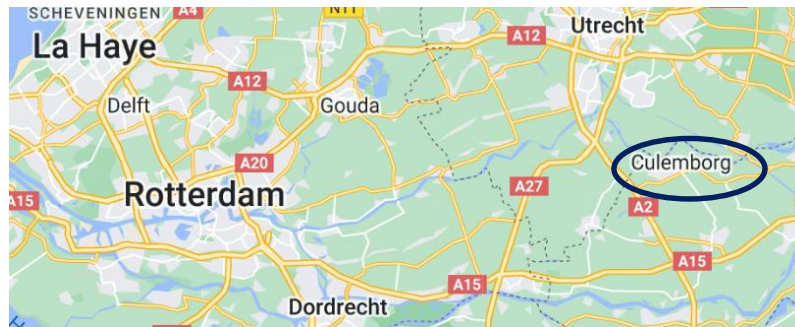 SCHEVENINGEN
A4
N11
La Haye
Utrecht
A12
A12
Delft
Gouda
A20
Culemborg
A15
Rotterdam
A27
A2
A15
A15
Dordrecht